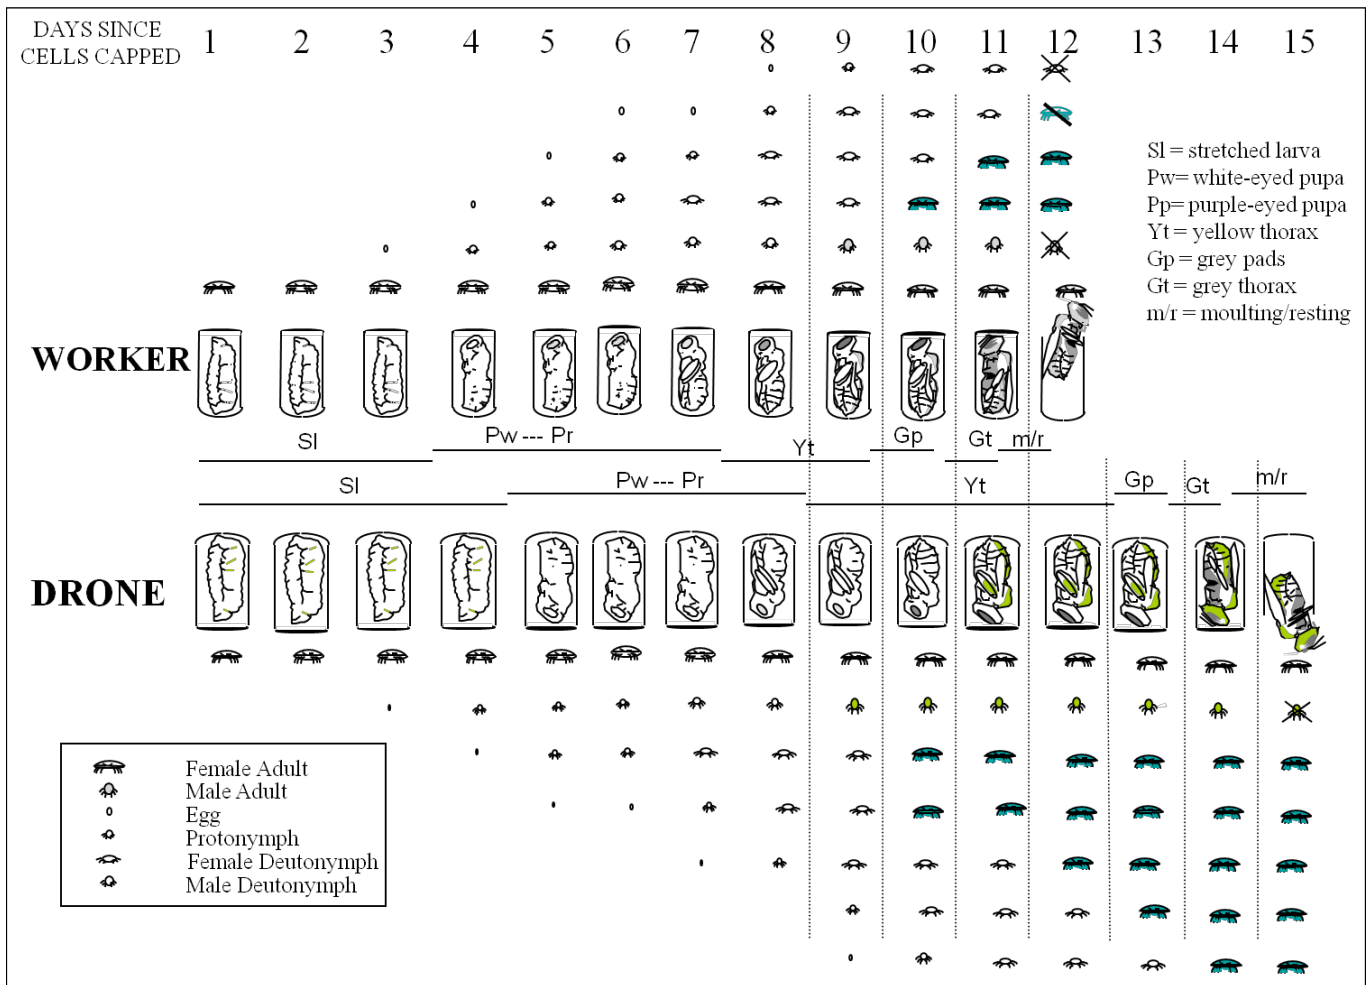 DAYS SINCE
CELLS CAPPED
1 2 3 4 5 6 7 8 9 10 11 12 13 14 15
Sl = stretched larva
Pw= white-eyed pupa
Pp= purple-eyed pupa
Yt = yellow thorax
Gp = grey pads
Gt = grey thorax
m/r = moulting/resting
WORKER
Sl Pw --- Pr Yt Gp Gt m/r
Sl Pw --- Pr Yt Gp Gt m/r
DRONE
Female Adult
Male Adult
Egg
Protonymph
Female Deutonymph
Male Deutonymph